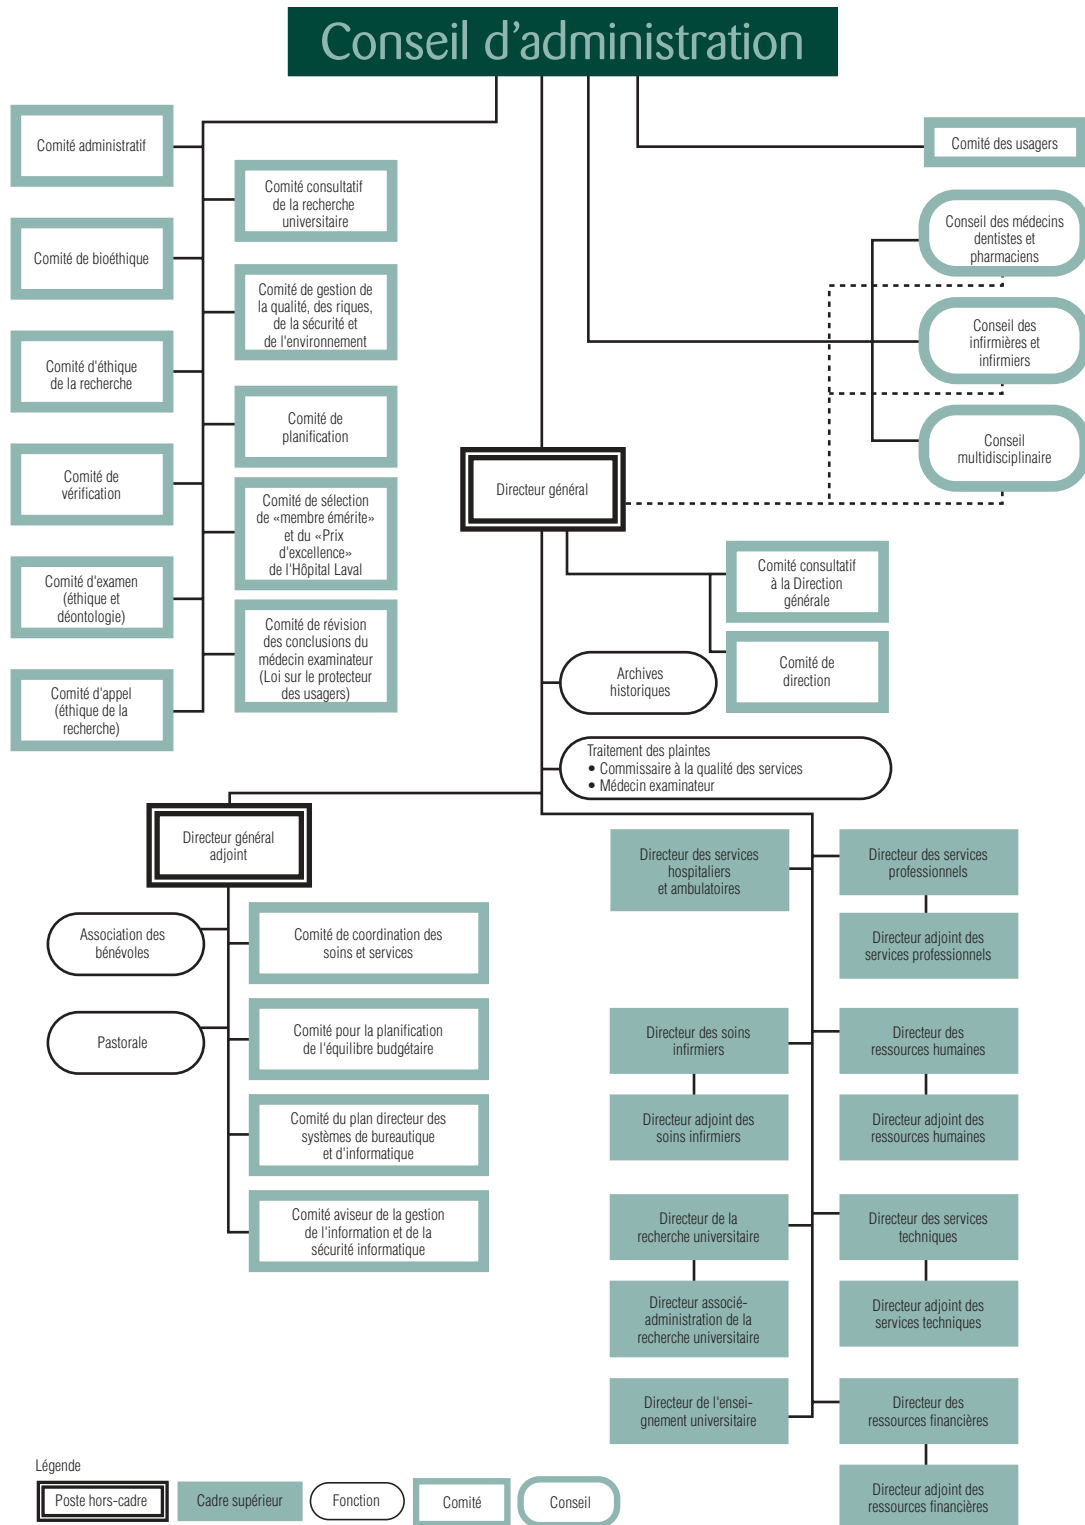 Conseil d'administration
Comité administratif
Comité consultatif
de la recherche
universitaire
Comité de bioéthique
Comité de gestion de
la qualité, des riques,
de la sécurité et
de l'environnement
Comité d'éthique
de la recherche
Comité de
planification
Comité de
vérification
Comité de sélection
de «membre émérite»
et du «Prix
d'excellence»
de l'Hôpital Laval
Comité d'examen
(éthique et
déontologie)
Comité de révision
des conclusions du
médecin examinateur
(Loi sur le protecteur
des usagers)
Comité d'appel
(éthique de la
recherche)
Comité des usagers
Conseil des médecins
dentistes et
pharmaciens
Conseil des
infirmières et
infirmiers
Conseil
multidisciplinaire
Directeur général
Comité consultatif
à la Direction
générale
Comité de
direction
Archives
historiques
Traitement des plaintes
• Commissaire à la qualité des services
• Médecin examinateur
Directeur général
adjoint
Association des
bénévoles
Pastorale
Comité de coordination des
soins et services
Comité pour la planification
de l'équilibre budgétaire
Comité du plan directeur des
systèmes de bureautique
et d'informatique
Comité aviseur de la gestion
de l'information et de la
sécurité informatique
Directeur des services
hospitaliers
et ambulatoires
Directeur des services
professionnels
Directeur adjoint des
services professionnels
Directeur des soins
infirmiers
Directeur adjoint des
soins infirmiers
Directeur des
ressources humaines
Directeur adjoint des
ressources humaines
Directeur de la
recherche universitaire
Directeur associé-
administration de la
recherche universitaire
Directeur des services
techniques
Directeur adjoint des
services techniques
Directeur de l'ensei-
gnement universitaire
Directeur des
ressources financières
Directeur adjoint des
ressources financières
Légende
Poste hors-cadre
Cadre supérieur
Fonction
Comité
Conseil